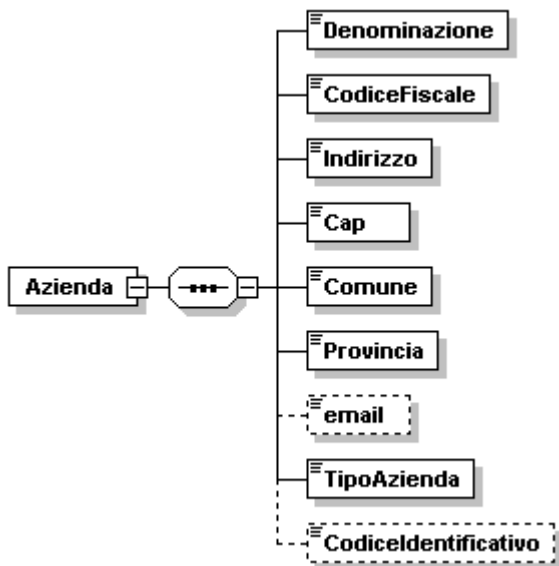 Denominazione
CodiceFiscale
Indirizzo
Cap
Azienda
Comune
Provincia
email
TipoAzienda
CodiceIdentificativo